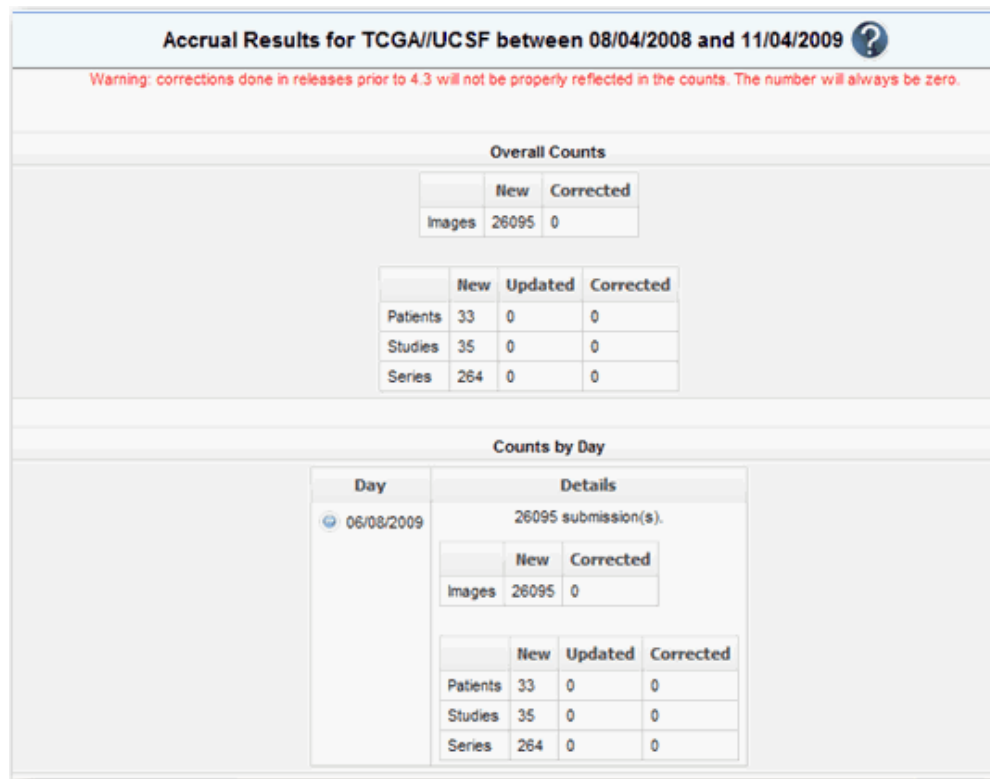 Accrual Results for TCGA//UCSF between 08/04/2008 and 11/04/2009 ?
Warning: corrections done in releases prior to 4.3 will not be properly reflected in the counts. The number will always be zero.
Overall Counts
New Corrected
Images 26095 0
New Updated Corrected
Patients 33 0 0
Studies 35 0 0
Series 264 0 0
Counts by Day
Day Details
06/08/2009 26095 submission(s).
New Corrected
Images 26095 0
New Updated Corrected
Patients 33 0 0
Studies 35 0 0
Series 264 0 0